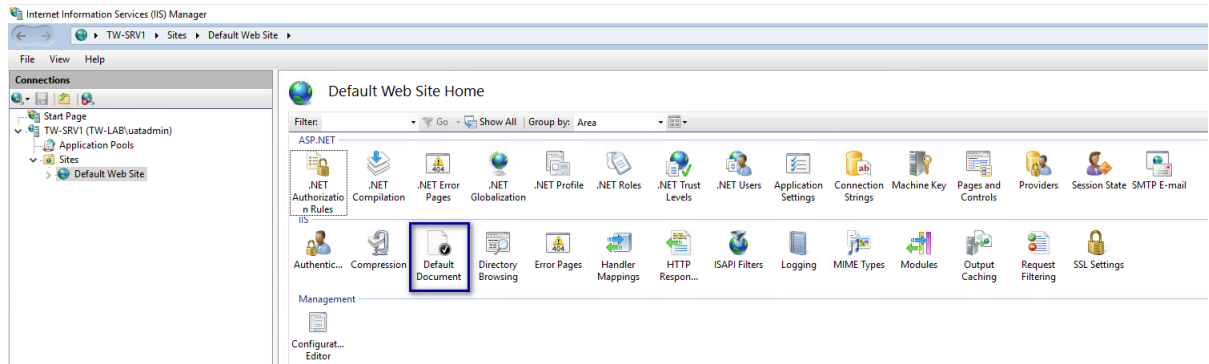 Internet Information Services (IIS) Manager
TW-SRV1 Sites Default Web Site
File View Help
Connections
Start Page
TW-SRV1 (TW-LAB\uatadmin)
Application Pools
Sites
Default Web Site
Default Web Site Home
Filter: Go Show All Group by: Area
ASP.NET
.NET Authorizatio n Rules
.NET Compilation
.NET Error Pages
.NET Globalization
.NET Profile
.NET Roles
.NET Trust Levels
.NET Users
Application Settings
Connection Strings
Machine Key
Pages and Controls
Providers
Session State
SMTP E-mail
IIS
Authentic...
Compression
Default Document
Directory Browsing
Error Pages
Handler Mappings
HTTP Respon...
ISAPI Filters
Logging
MIME Types
Modules
Output Caching
Request Filtering
SSL Settings
Management
Configurat... Editor